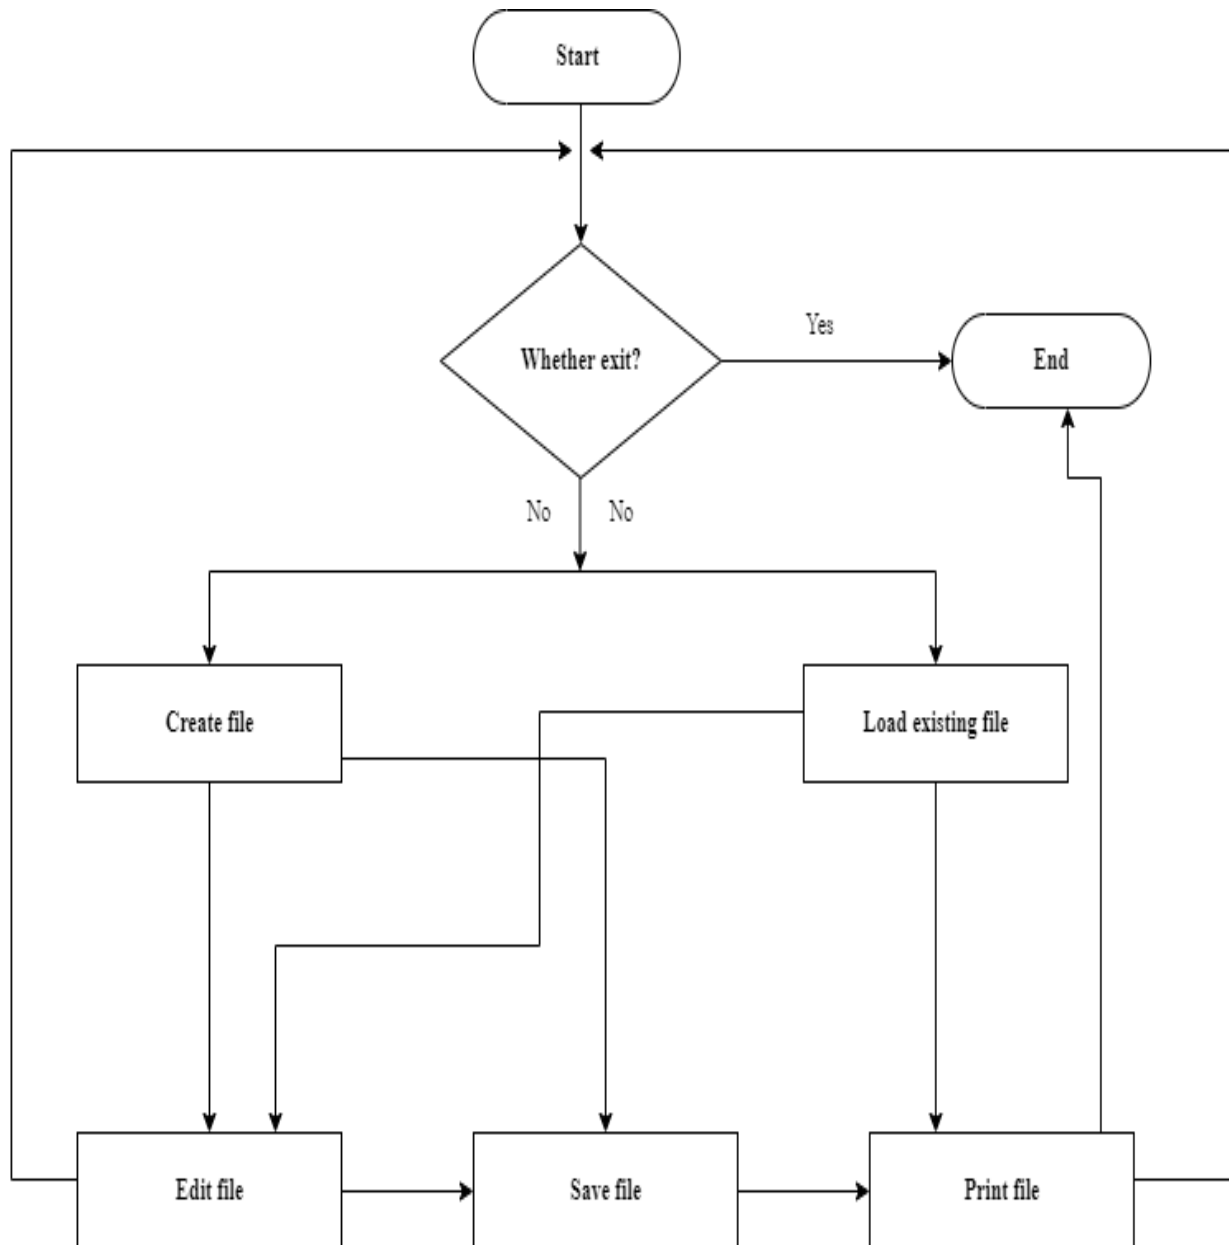 Start
Whether exit?
Yes
End
No
No
Create file
Load existing file
Edit file
Save file
Print file